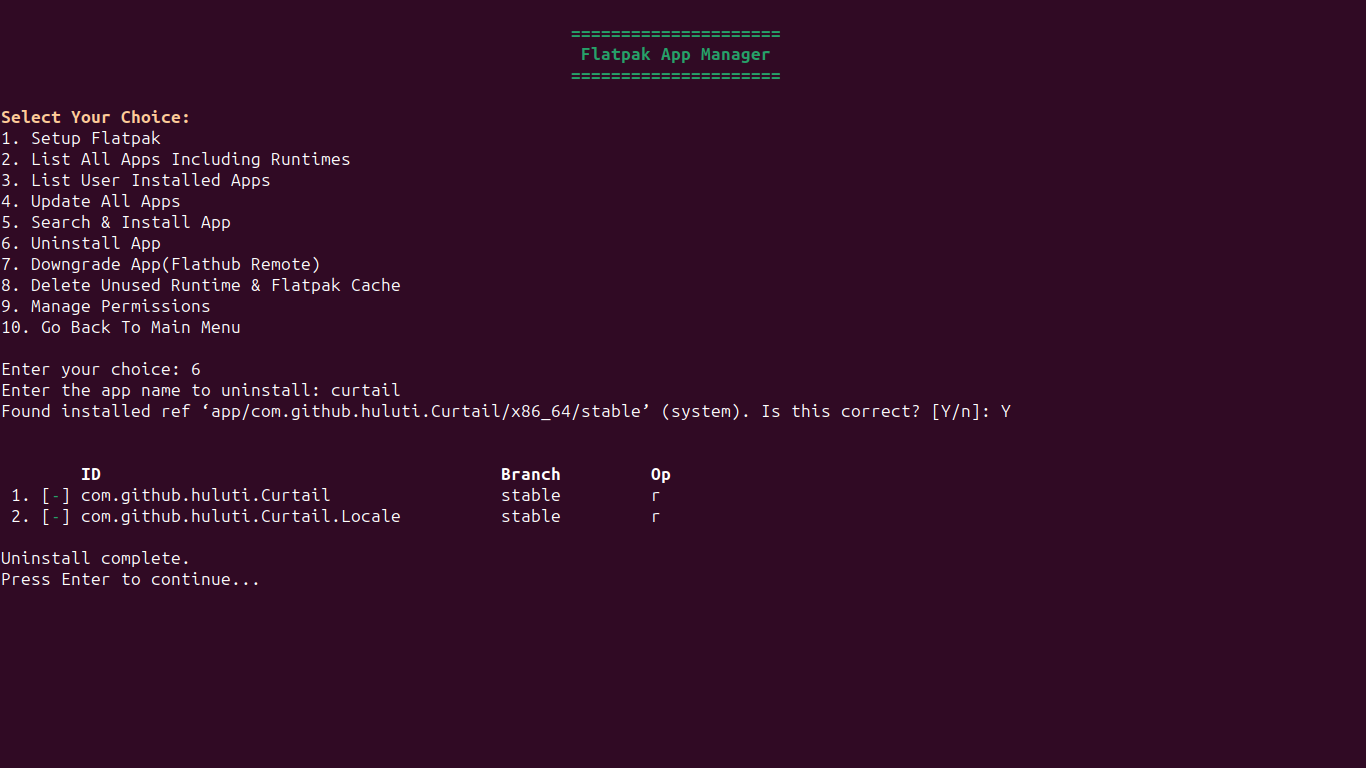 =====================
Flatpak App Manager
=====================
Select Your Choice:
1. Setup Flatpak
2. List All Apps Including Runtimes
3. List User Installed Apps
4. Update All Apps
5. Search & Install App
6. Uninstall App
7. Downgrade App(Flathub Remote)
8. Delete Unused Runtime & Flatpak Cache
9. Manage Permissions
10. Go Back To Main Menu
Enter your choice: 6
Enter the app name to uninstall: curtail
Found installed ref ‘app/com.github.huluti.Curtail/x86_64/stable’ (system). Is this correct? [Y/n]: Y
ID Branch Op
1. [-] com.github.huluti.Curtail stable r
2. [-] com.github.huluti.Curtail.Locale stable r
Uninstall complete.
Press Enter to continue...